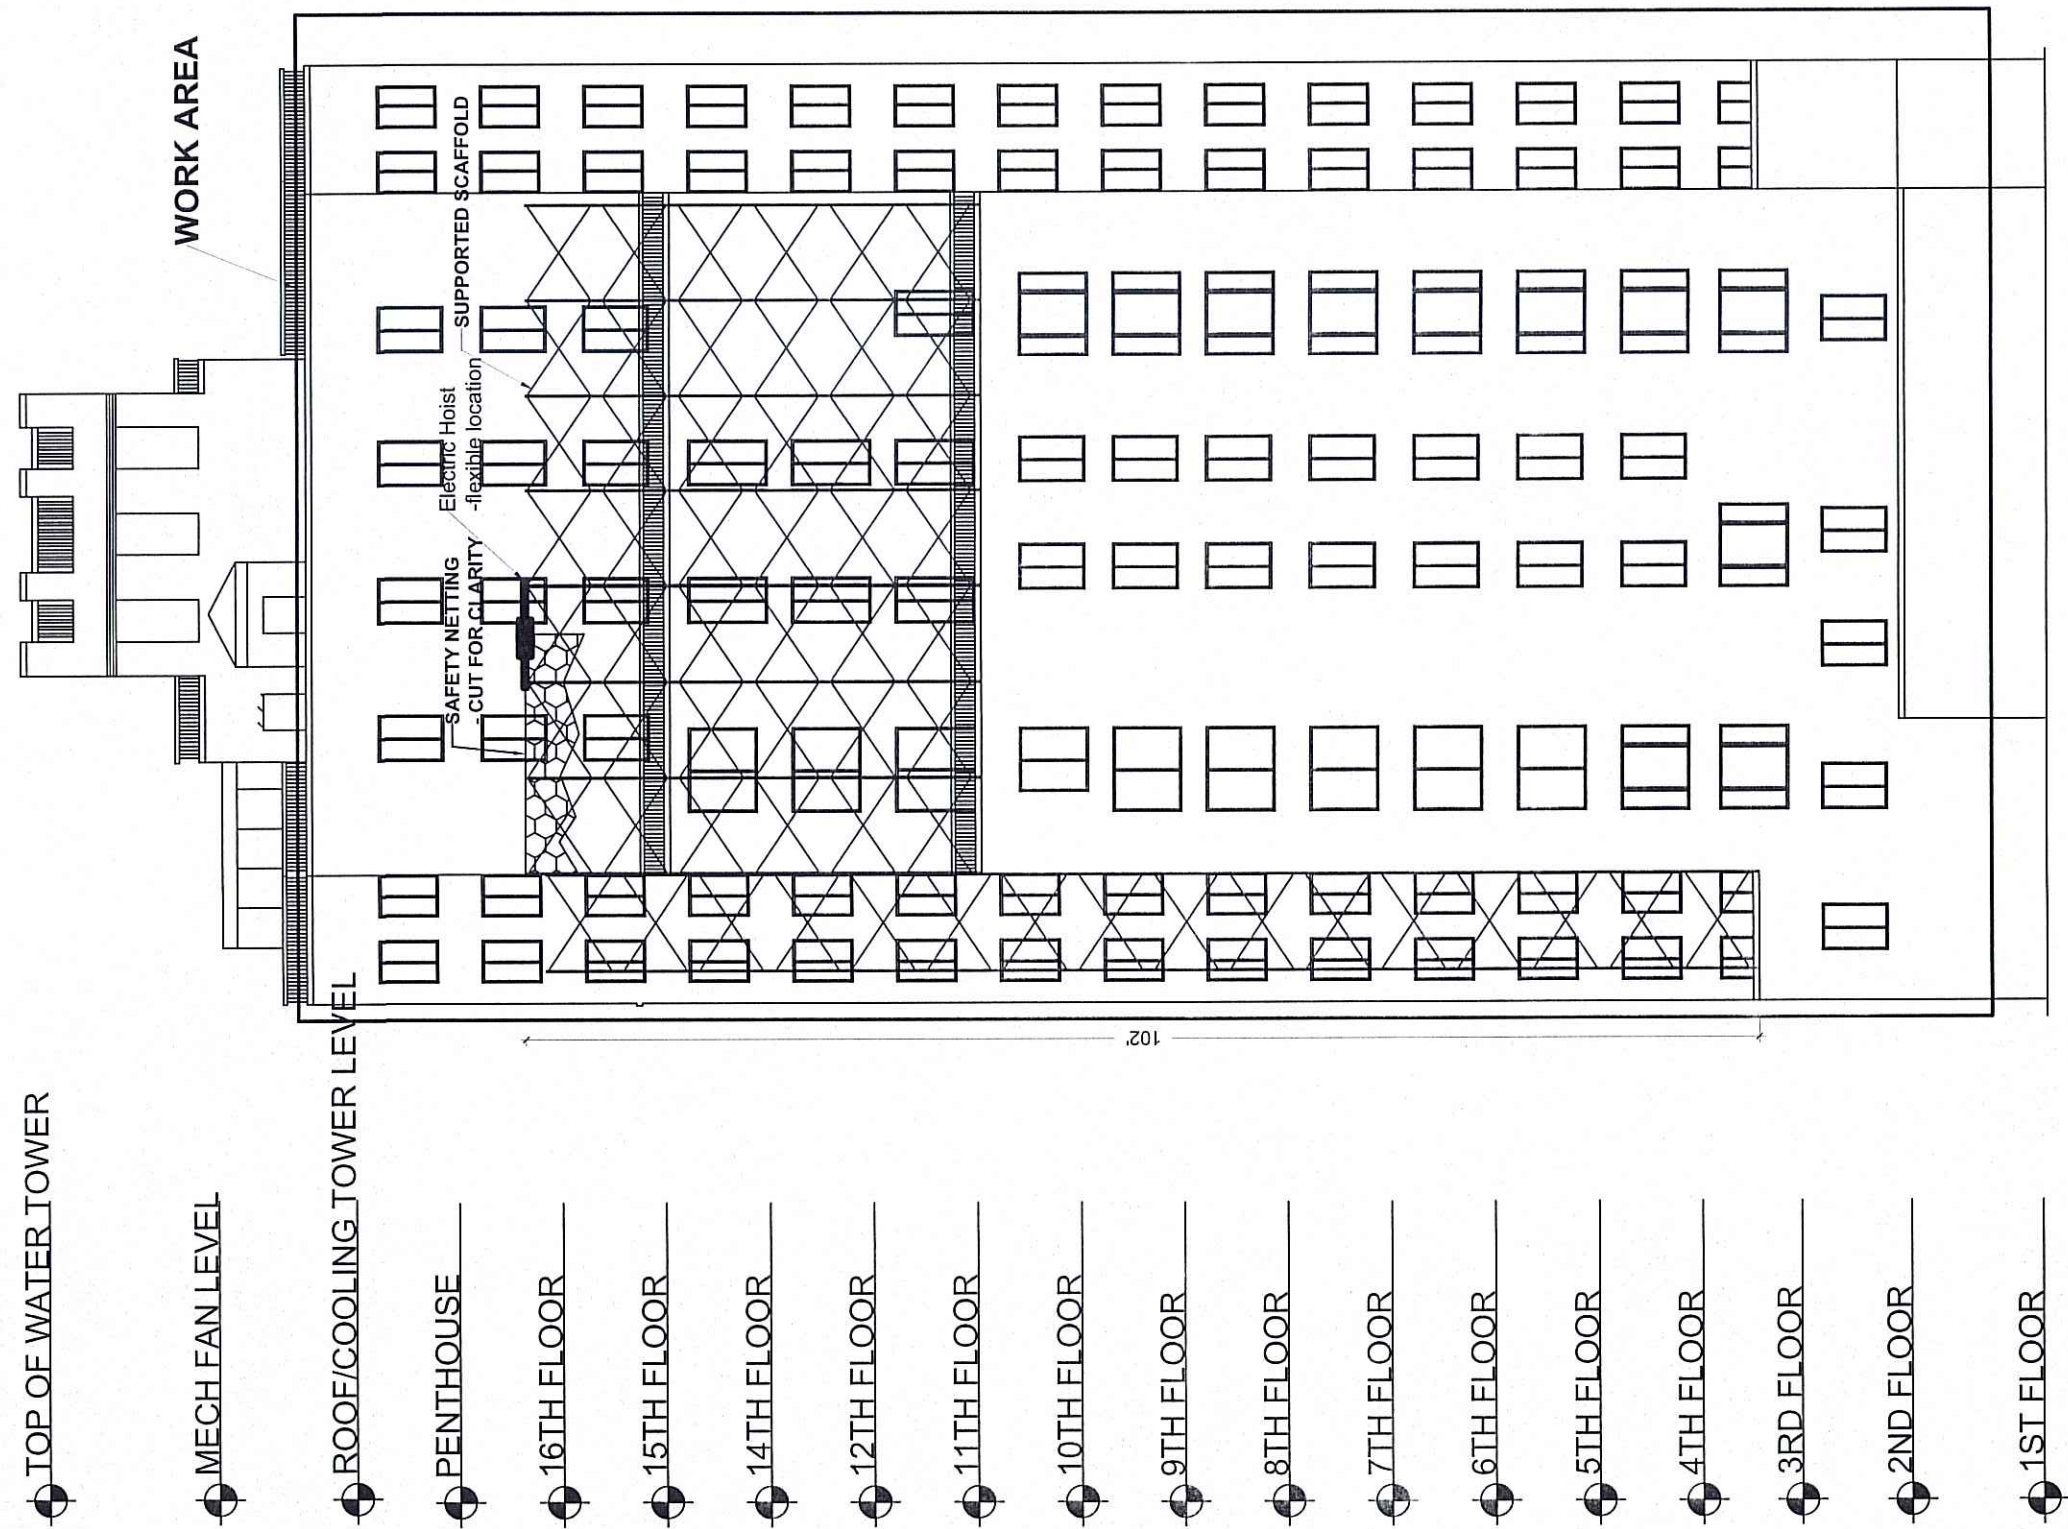 TOP OF WATER TOWER
MECH FAN LEVEL
ROOF/COOLING TOWER LEVEL
PENTHOUSE
16TH FLOOR
15TH FLOOR
14TH FLOOR
12TH FLOOR
11TH FLOOR
10TH FLOOR
9TH FLOOR
8TH FLOOR
7TH FLOOR
6TH FLOOR
5TH FLOOR
4TH FLOOR
3RD FLOOR
2ND FLOOR
1ST FLOOR
102'
SAFETY NETTING
- CUT FOR CLARITY
Electric Hoist
-flexible location
SUPPORTED SCAFFOLD
WORK AREA